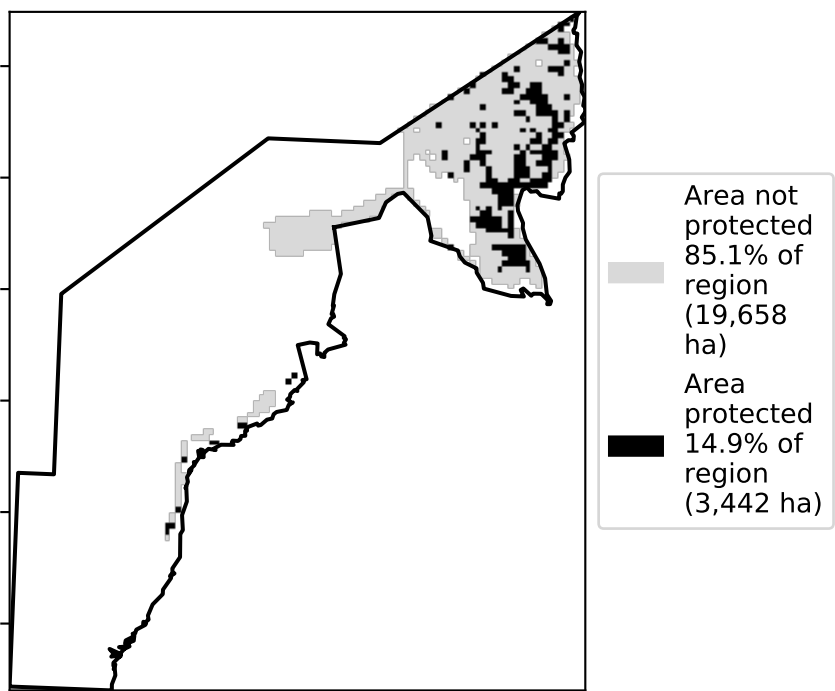 Area not
protected
85.1% of
region
(19,658
ha)
Area
protected
14.9% of
region
(3,442 ha)